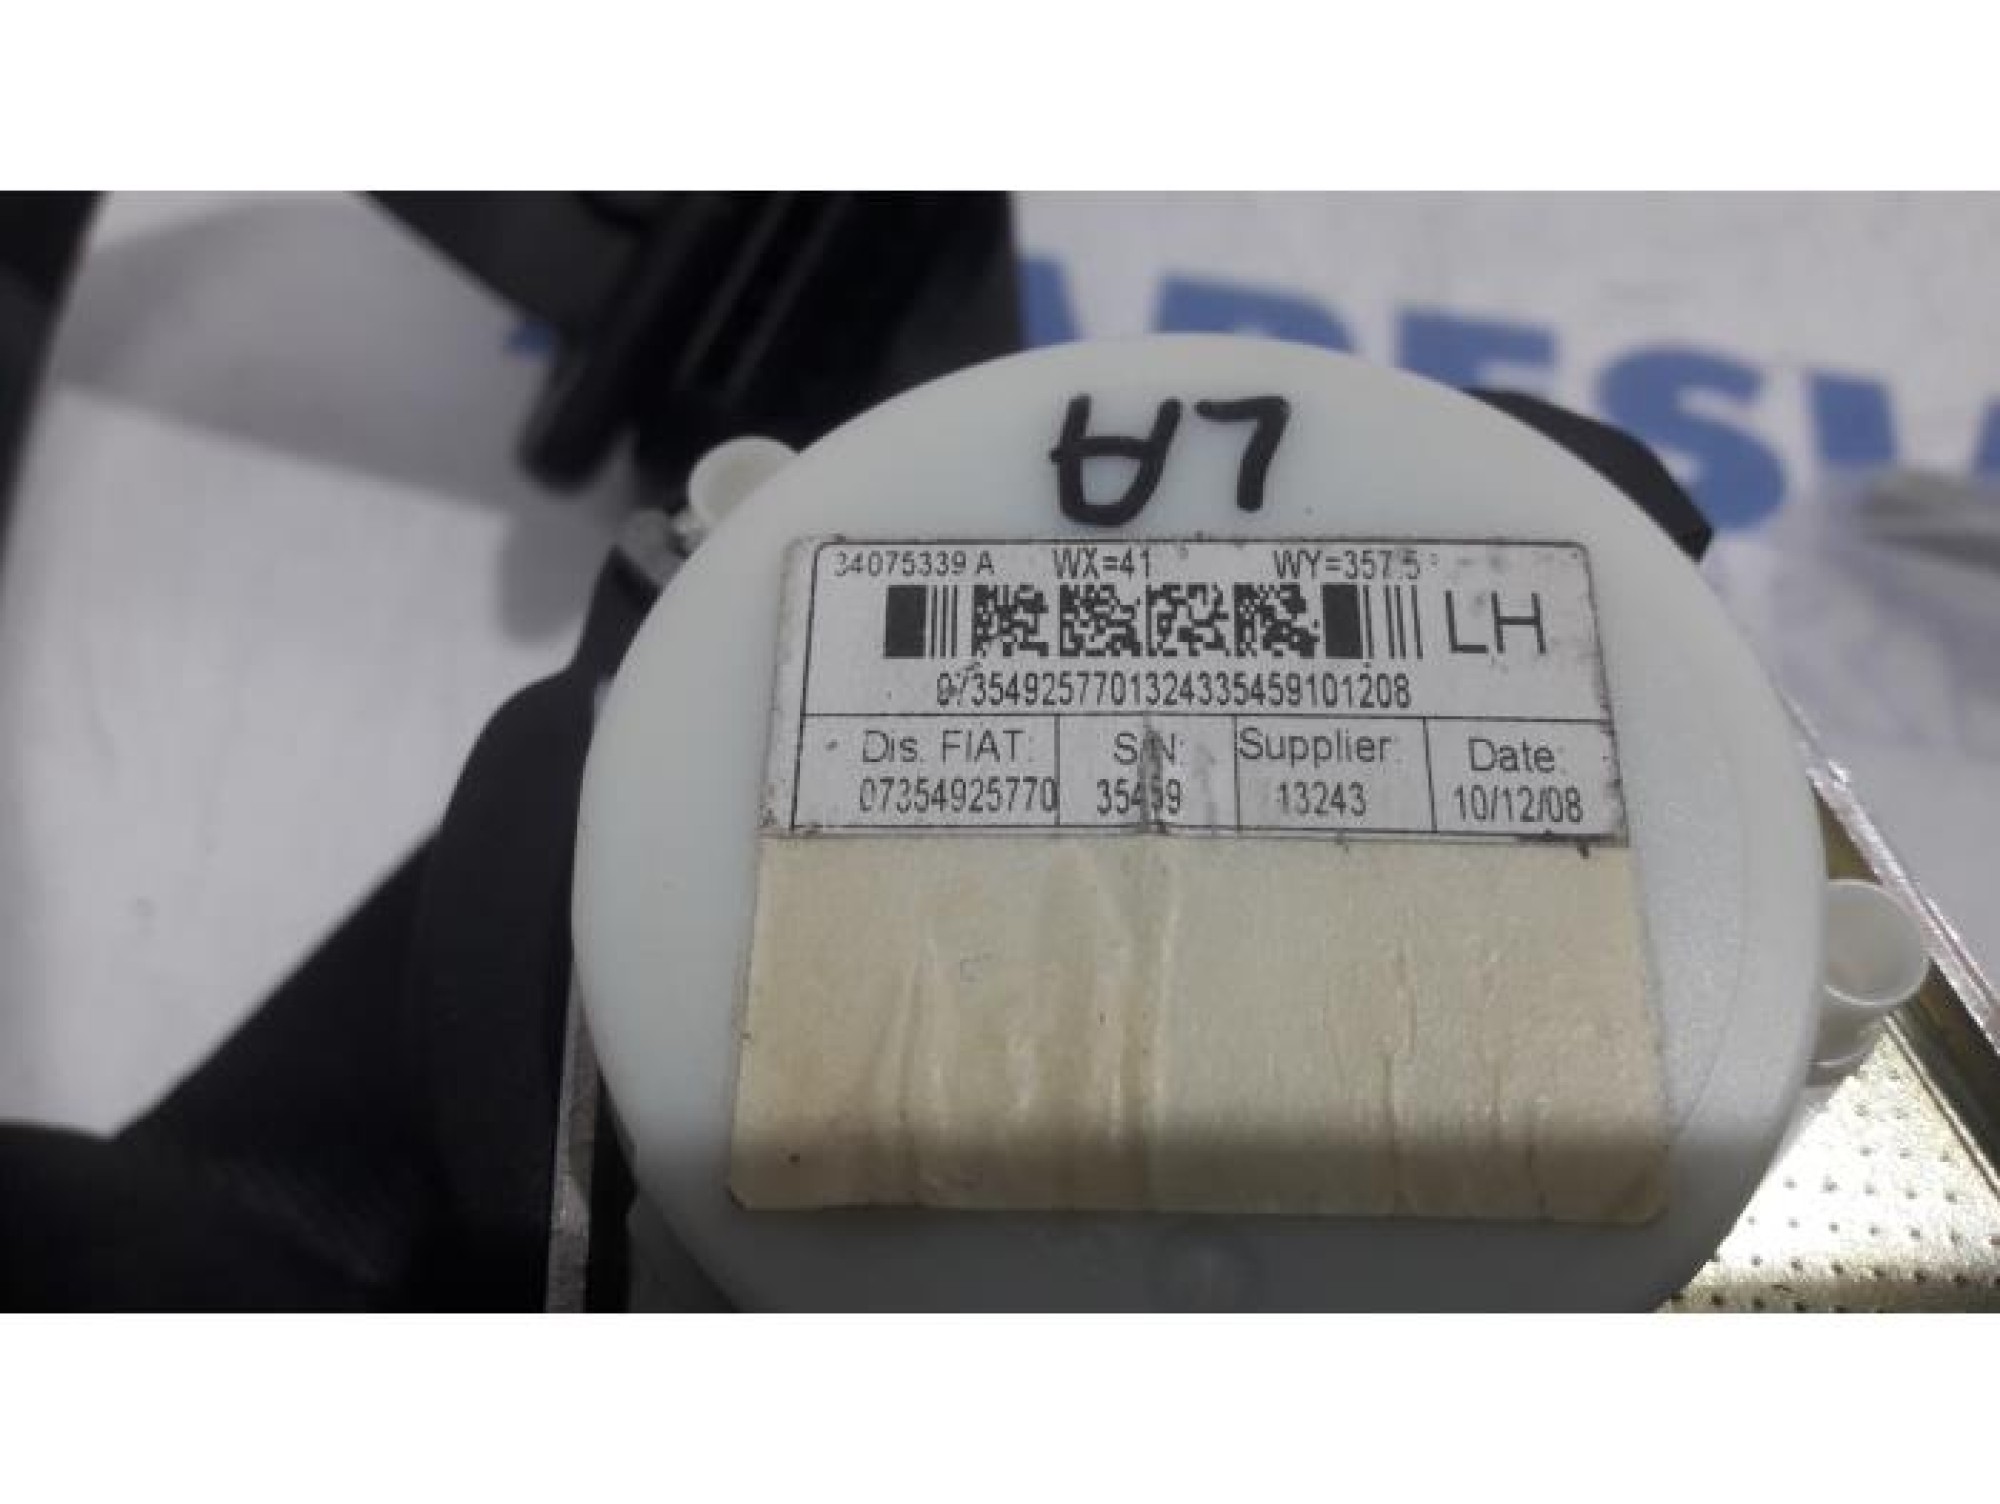 LA
34075339 A WX=41 WY=357.5
LH
073549257701324335459101208
Dis. FIAT: S/N: Supplier: Date:
07354925770 35459 13243 10/12/08